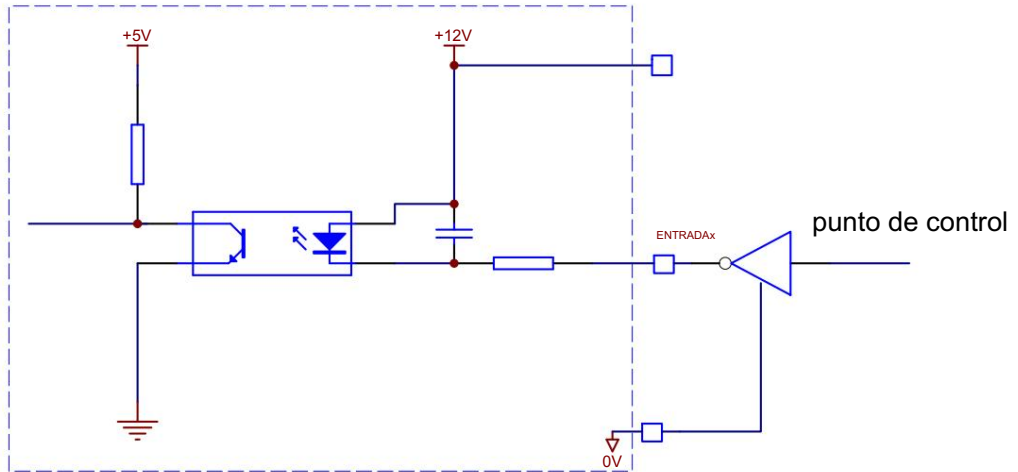 +5V
+12V
punto de control
ENTRADAx
0V